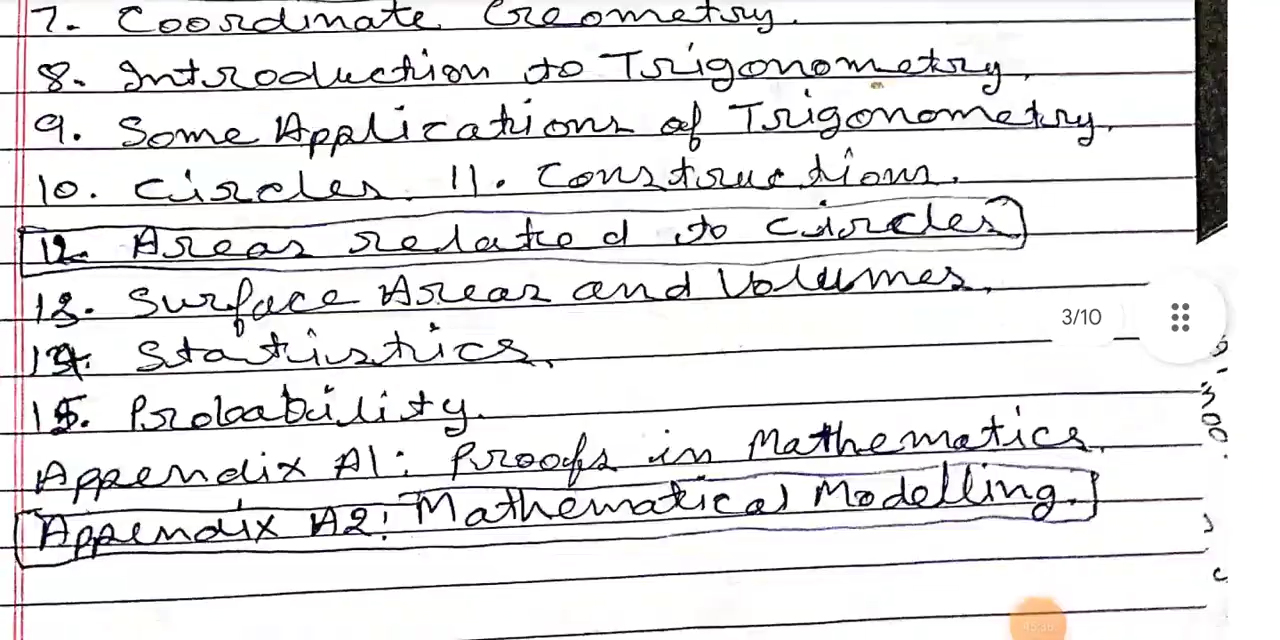 7. Coordinate Geometry.
8. Introduction to Trigonometry.
9. Some Applications of Trigonometry.
10. Circles. 11. Constructions.
12. Areas related to circles
13. Surface Areas and Volumes.
3/10
14. Statistics.
15. Probability.
Appendix A1: Proofs in Mathematics.
Appendix A2: Mathematical Modelling.